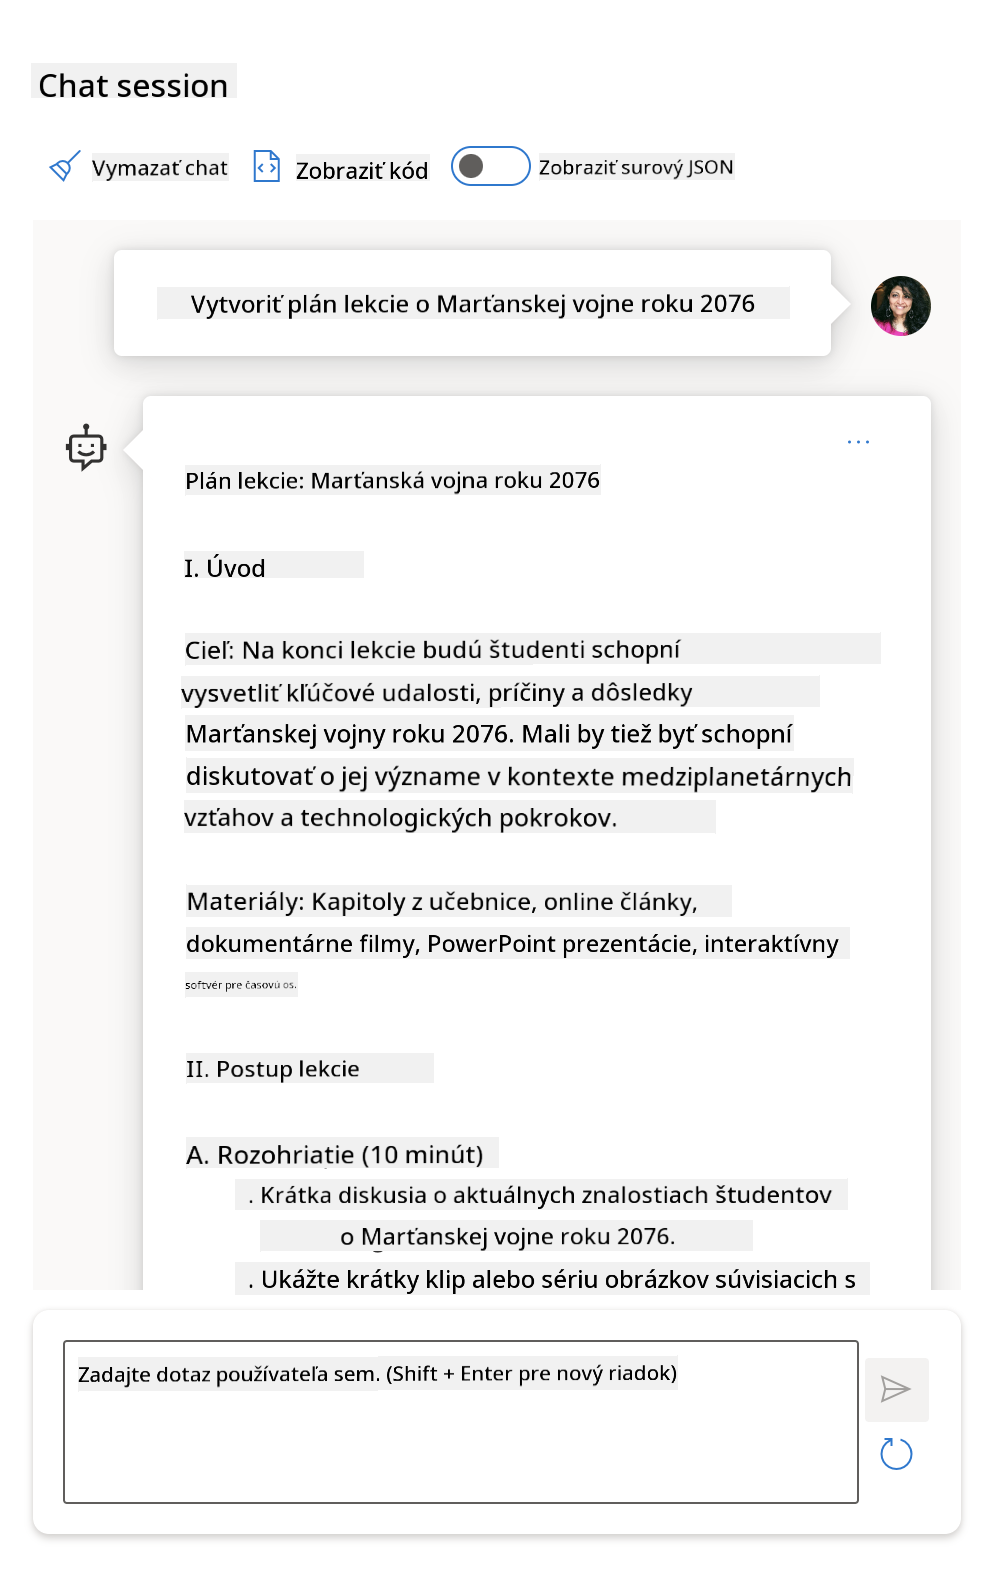 Chat session
Vymazať chat
Zobraziť kód
Zobraziť surový JSON
Vytvoriť plán lekcie o Marťanskej vojne roku 2076
Plán lekcie: Marťanská vojna roku 2076
I. Úvod
Cieľ: Na konci lekcie budú študenti schopní
vysvetliť kľúčové udalosti, príčiny a dôsledky
Marťanskej vojny roku 2076. Mali by tiež byť schopní
diskutovať o jej význame v kontexte medziplanetárnych
vzťahov a technologických pokrokov.
Materiály: Kapitoly z učebnice, online články,
dokumentárne filmy, PowerPoint prezentácie, interaktívny
softvér pre časovú os.
II. Postup lekcie
A. Rozohriatie (10 minút)
. Krátka diskusia o aktuálnych znalostiach študentov
o Marťanskej vojne roku 2076.
. Ukážte krátky klip alebo sériu obrázkov súvisiacich s
Zadajte dotaz používateľa sem. (Shift + Enter pre nový riadok)